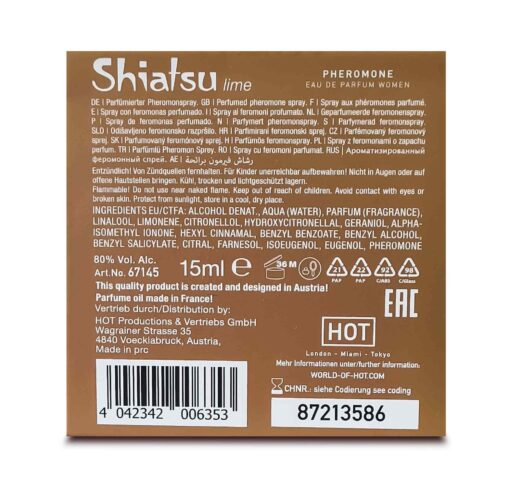 Shiatsu lime
PHEROMONE
EAU DE PARFUM WOMEN
DE | Parfümierter Pheromonspray. GB | Perfumed pheromone spray. F | Spray aux phéromones parfumé.
E | Spray con feromonas perfumado. I | Spray al feromoni profumato. NL | Geparfumeerde feromonenspray.
P | Spray de feromonas perfumado. N | Parfymert feromonspray. S | Parfymerad feromonspray.
SLO | Odišavljeno feromonsko razpršilo. HR | Parfimirani feromonski sprej. CZ | Parfémovaný feromonový
sprej. SK | Parfumovaný feromonový sprej. H | Parfümös feromonspray. PL | Spray z feromonami o zapachu
perfum. TR | Parfümlü Pheromon Sprey. RO | Spray cu feromoni parfumat. RUS | Ароматизированный
феромонный спрей. AE | رشاش فيرمون برائحة
Entzündlich! Von Zündquellen fernhalten. Für Kinder unerreichbar aufbewahren! Nicht in Augen oder auf
offene Hautstellen bringen. Kühl, trocken und lichtgeschützt lagern.
Flammable! Do not use near naked flame. Keep out of reach of children. Avoid contact with eyes or
broken skin. Protect from sunlight, store in a cool, dry place.
INGREDIENTS EU/CTFA: ALCOHOL DENAT., AQUA (WATER), PARFUM (FRAGRANCE),
LINALOOL, LIMONENE, CITRONELLOL, HYDROXYCITRONELLAL, GERANIOL, ALPHA-
ISOMETHYL IONONE, HEXYL CINNAMAL, BENZYL BENZOATE, BENZYL ALCOHOL,
BENZYL SALICYLATE, CITRAL, FARNESOL, ISOEUGENOL, EUGENOL, PHEROMONE
80% Vol. Alc.
Art.No. 67145
15ml e
36 M
21 PAP
22 PAP
92 C/ABS
98 C/Glass
This quality product is created and designed in Austria!
Parfume oil made in France!
Vertrieb durch/Distribution by:
HOT Productions & Vertriebs GmbH
Wagrainer Strasse 35
4840 Voecklabruck, Austria,
Made in prc
EAC
HOT
London - Miami - Tokyo
Mehr Informationen unter/further information:
WORLD-OF-HOT.COM
CHNR.: siehe Codierung see coding
4 042342 006353
87213586